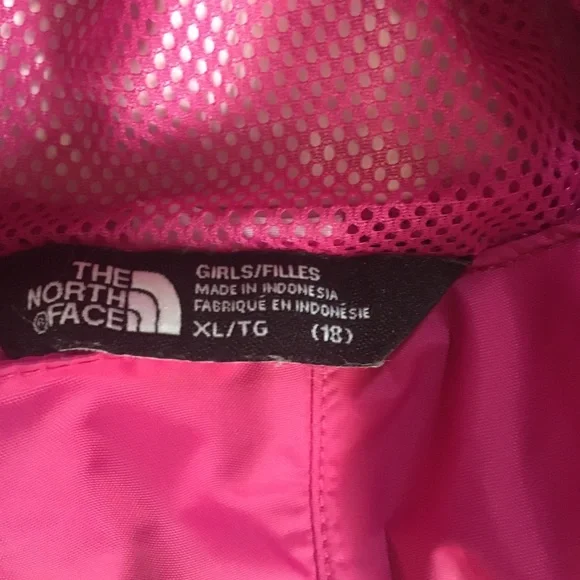 THE
NORTH
FACE®
GIRLS/FILLES
MADE IN INDONESIA
FABRIQUÉ EN INDONÉSIE
XL/TG (18)